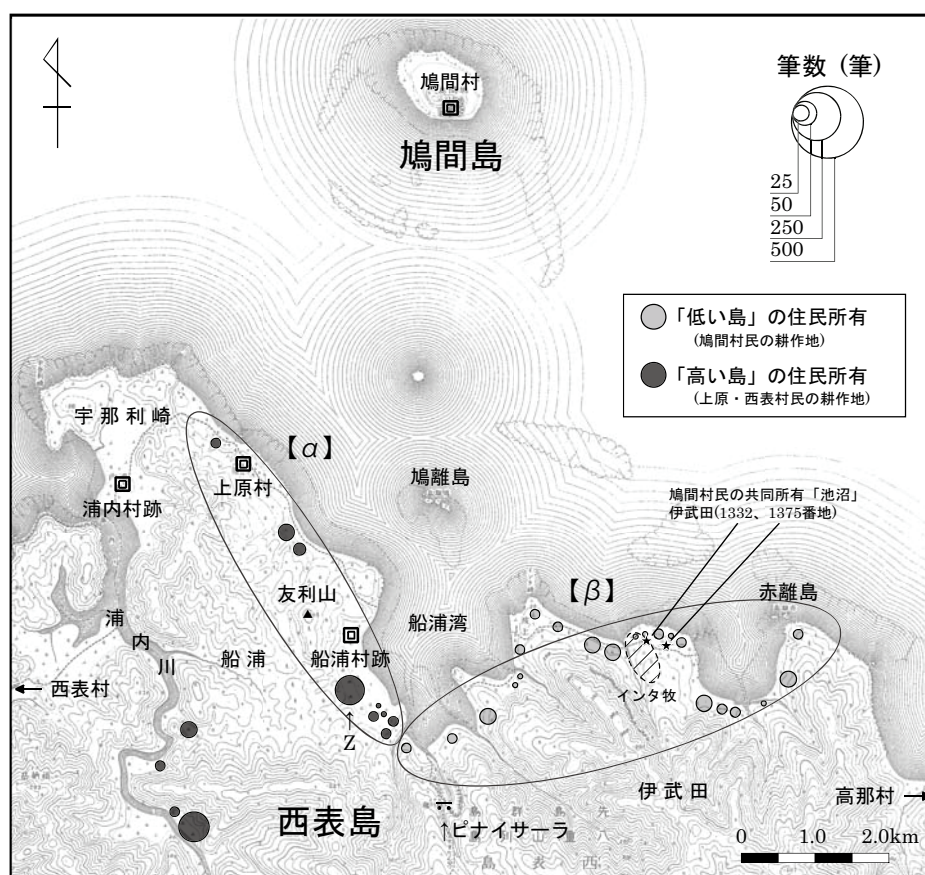 鳩間村
鳩間島
筆数 (筆)
25
50
250
500
「低い島」の住民所有
(鳩間村民の耕作地)
「高い島」の住民所有
(上原・西表村民の耕作地)
宇那利崎
【α】
上原村
浦内村跡
鳩離島
鳩間村民の共同所有「池沼」
伊武田(1332、1375番地)
【β】
赤離島
友利山
船浦湾
浦内川
船浦
船浦村跡
←西表村
インタ牧
↑
Z
伊武田
高那村→
西表島
↑ピナイサーラ
0 1.0 2.0km
島表西